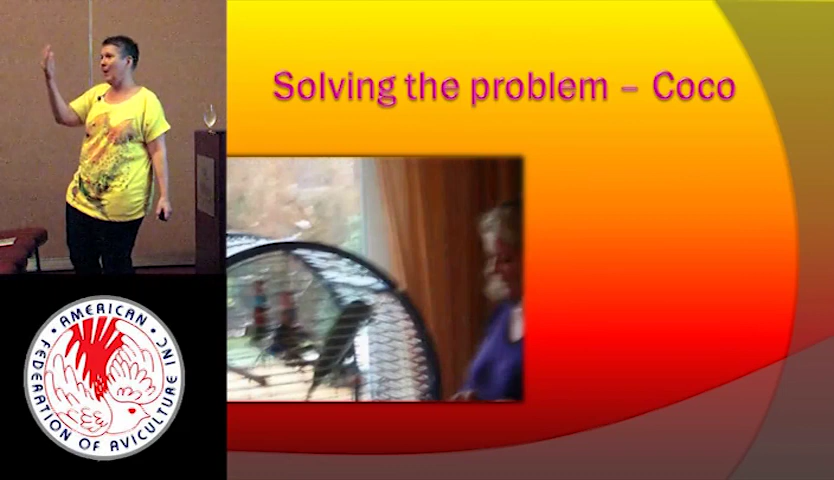 Solving the problem – Coco
AMERICAN
FEDERATION OF AVICULTURE INC